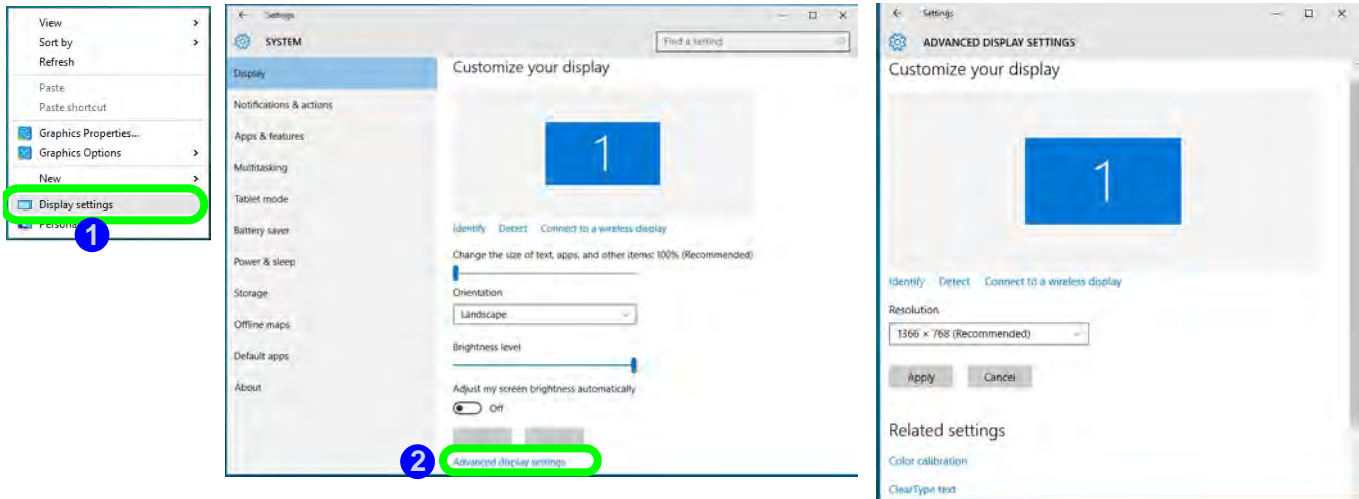 View
Sort by
Refresh
Paste
Paste shortcut
Graphics Properties...
Graphics Options
New
Display settings
1
Settings
SYSTEM
Find a setting
Display
Notifications & actions
Apps & features
Multitasking
Tablet mode
Battery saver
Power & sleep
Storage
Offline maps
Default apps
About
Customize your display
1
Identify Detect Connect to a wireless display
Change the size of text, apps, and other items: 100% (Recommended)
Orientation
Landscape
Brightness level
Adjust my screen brightness automatically
Off
2
Advanced display settings
Settings
ADVANCED DISPLAY SETTINGS
Customize your display
1
Identify Detect Connect to a wireless display
Resolution
1366 × 768 (Recommended)
Apply Cancel
Related settings
Color calibration
ClearType text